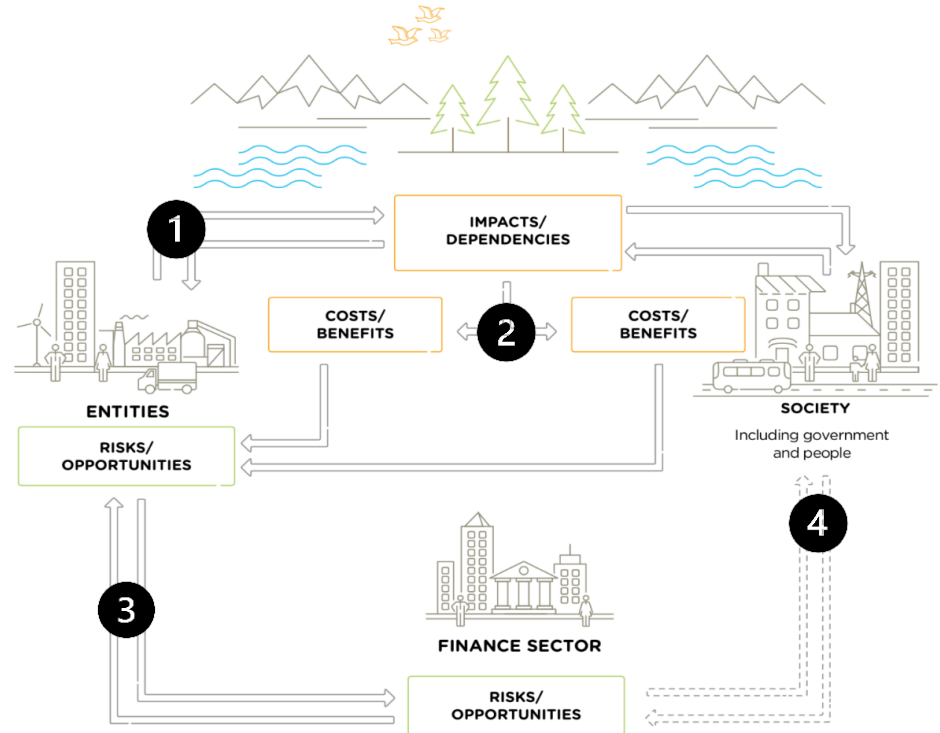 1
IMPACTS/
DEPENDENCIES
COSTS/
BENEFITS
2
COSTS/
BENEFITS
ENTITIES
RISKS/
OPPORTUNITIES
SOCIETY
Including government
and people
3
4
FINANCE SECTOR
RISKS/
OPPORTUNITIES